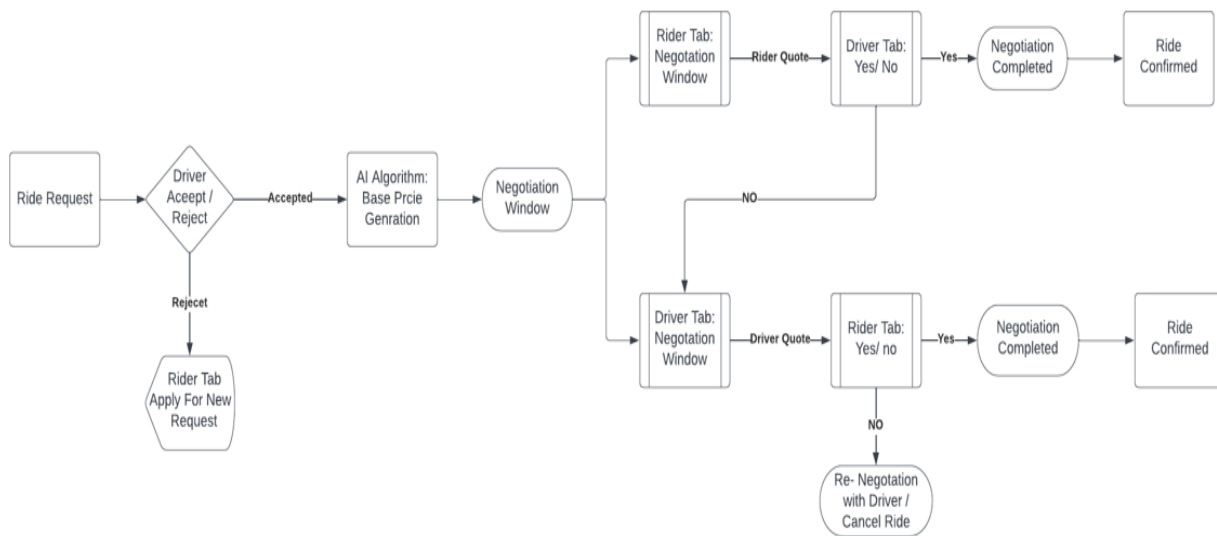 Rider Tab:
Negotation
Window
Rider Quote
Driver Tab:
Yes/ No
Yes
Negotiation
Completed
Ride
Confirmed
Ride Request
Driver
Aceept /
Reject
Accepted
AI Algorithm:
Base Prcie
Genration
Negotiation
Window
NO
Rejecet
Rider Tab
Apply For New
Request
Driver Tab:
Negotation
Window
Driver Quote
Rider Tab:
Yes/ no
Yes
Negotiation
Completed
Ride
Confirmed
NO
Re- Negotation
with Driver /
Cancel Ride